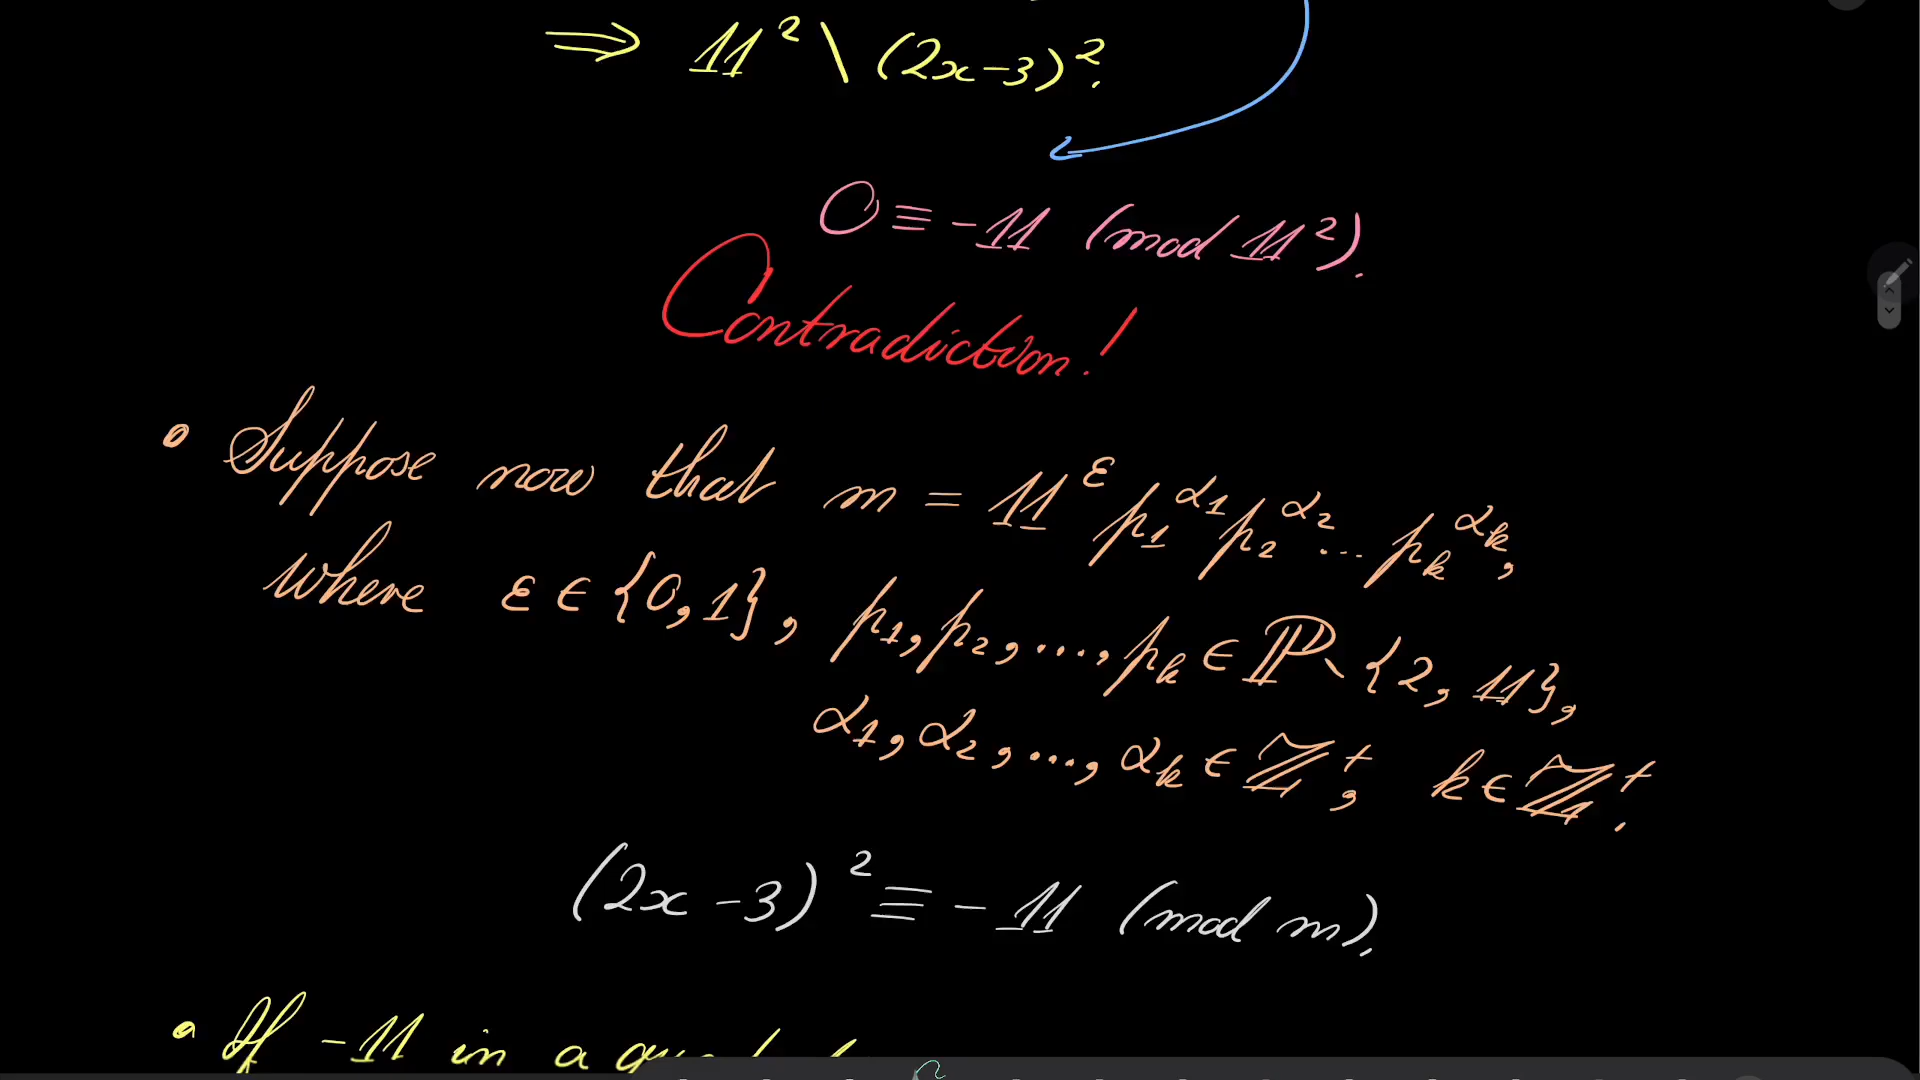 ⇒ 11² \ (2x-3)².
0 ≡ -11 (mod 11²).
Contradiction!
• Suppose now that m = 11^ε p₁^α₁ p₂^α₂ ... p_k^α_k,
where ε ∈ {0,1}, p₁, p₂, ..., p_k ∈ ℙ \ {2, 11},
α₁, α₂, ..., α_k ∈ ℤ⁺, k ∈ ℤ⁺.
(2x-3)² ≡ -11 (mod m).
• If -11 in a